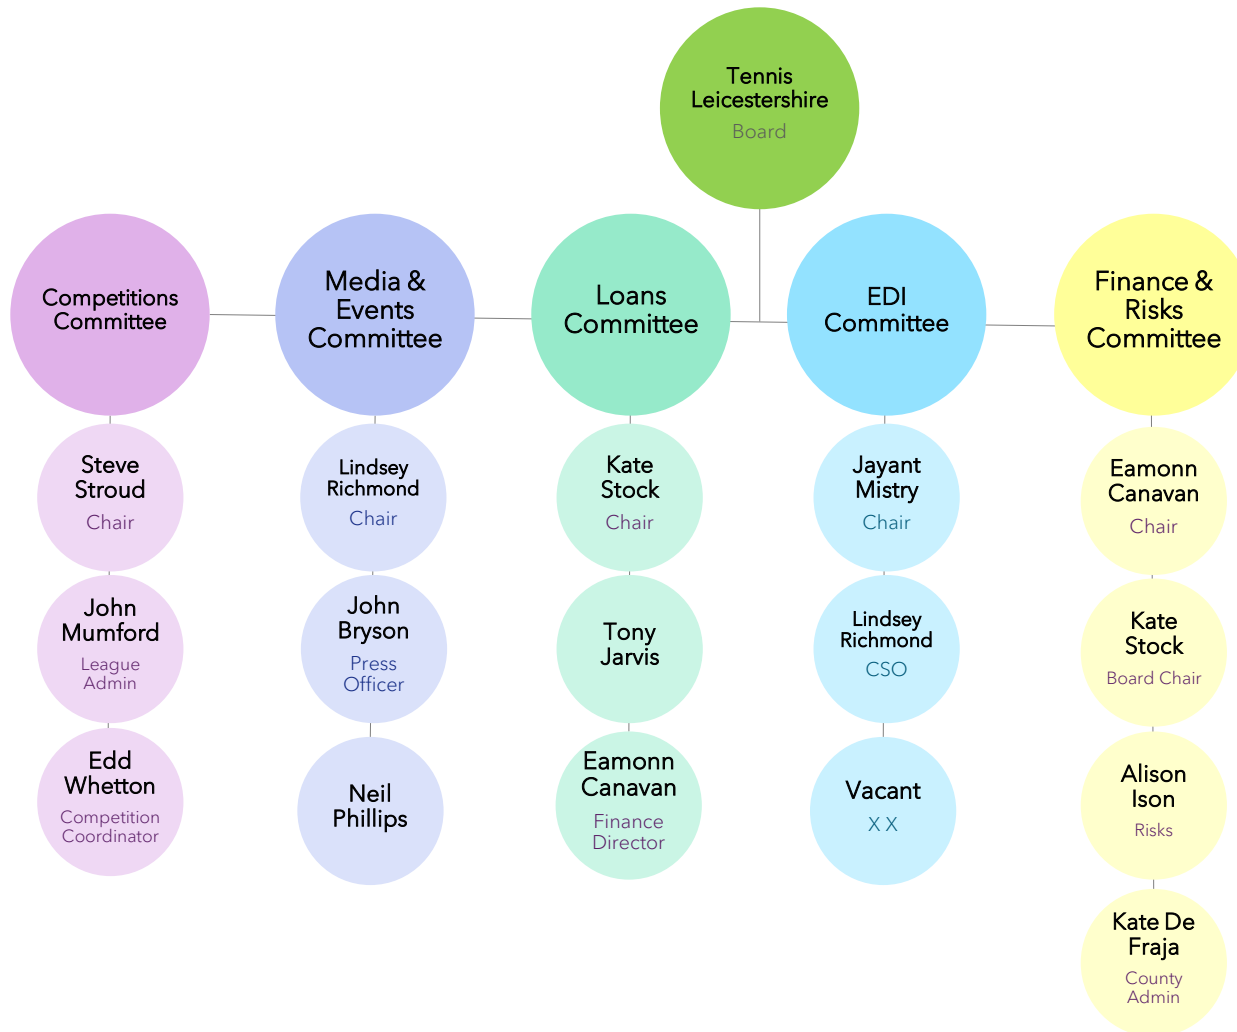 Tennis
Leicestershire
Board
Competitions
Committee
Steve
Stroud
Chair
John
Mumford
League
Admin
Edd
Whetton
Competition
Coordinator
Media &
Events
Committee
Lindsey
Richmond
Chair
John
Bryson
Press
Officer
Neil
Phillips
Loans
Committee
Kate
Stock
Chair
Tony
Jarvis
Eamonn
Canavan
Finance
Director
EDI
Committee
Jayant
Mistry
Chair
Lindsey
Richmond
CSO
Vacant
X X
Finance &
Risks
Committee
Eamonn
Canavan
Chair
Kate
Stock
Board Chair
Alison
Ison
Risks
Kate De
Fraja
County
Admin